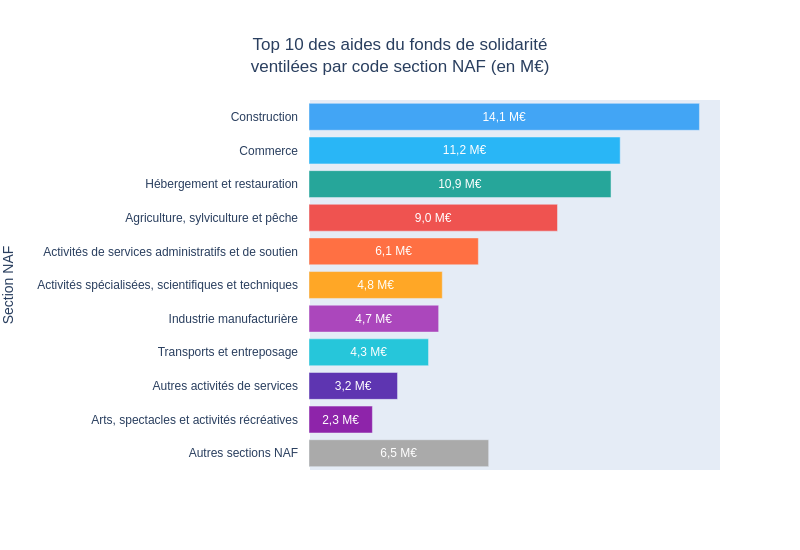 Top 10 des aides du fonds de solidarité
ventilées par code section NAF (en M€)
Section NAF
Construction 14,1 M€
Commerce 11,2 M€
Hébergement et restauration 10,9 M€
Agriculture, sylviculture et pêche 9,0 M€
Activités de services administratifs et de soutien 6,1 M€
Activités spécialisées, scientifiques et techniques 4,8 M€
Industrie manufacturière 4,7 M€
Transports et entreposage 4,3 M€
Autres activités de services 3,2 M€
Arts, spectacles et activités récréatives 2,3 M€
Autres sections NAF 6,5 M€